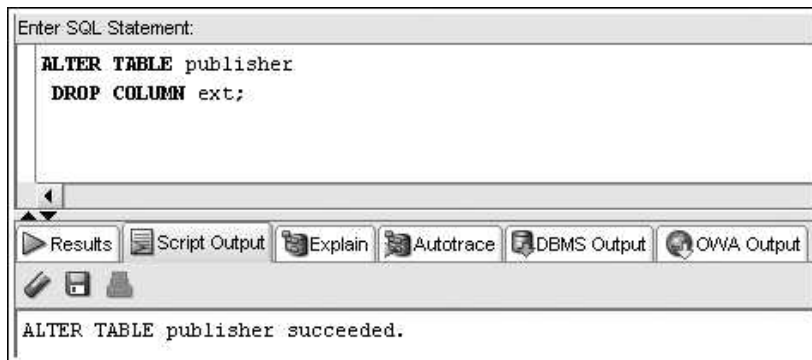 Enter SQL Statement:
ALTER TABLE publisher
DROP COLUMN ext;
Results Script Output Explain Autotrace DBMS Output OWA Output
ALTER TABLE publisher succeeded.